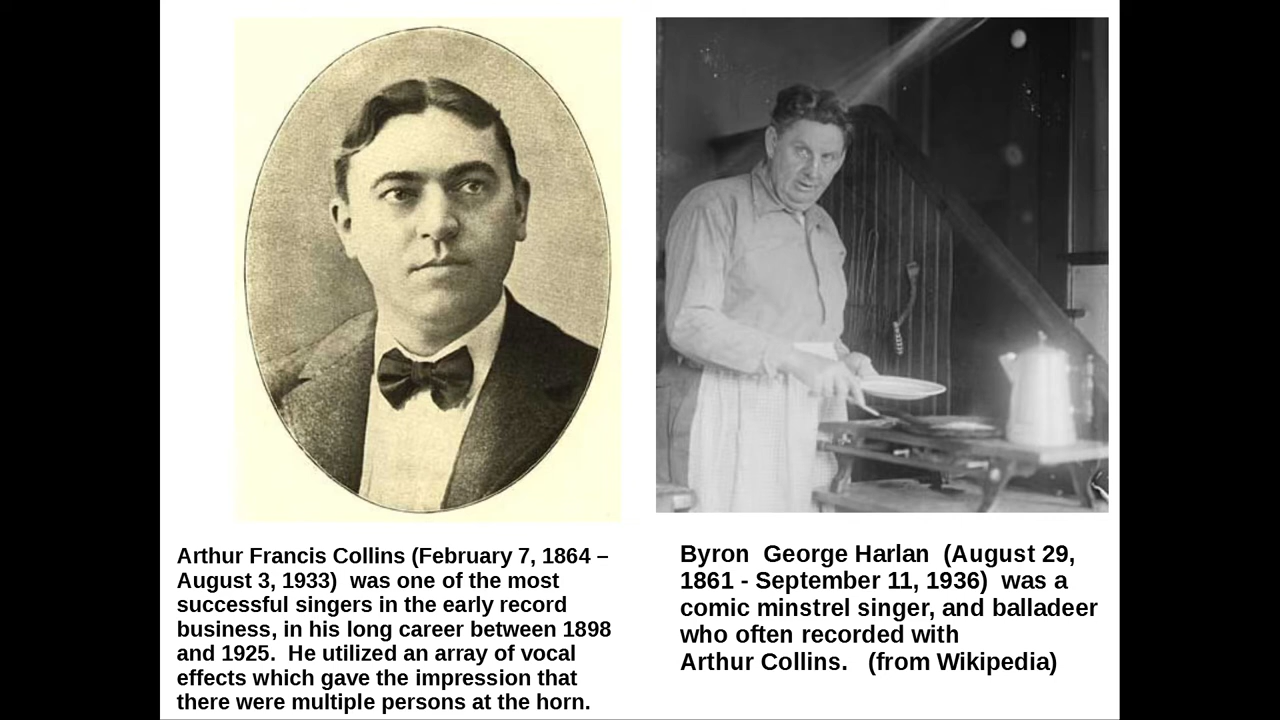 Arthur Francis Collins (February 7, 1864 –
August 3, 1933)  was one of the most
successful singers in the early record
business, in his long career between 1898
and 1925.  He utilized an array of vocal
effects which gave the impression that
there were multiple persons at the horn.
Byron  George Harlan  (August 29,
1861 - September 11, 1936)  was a
comic minstrel singer, and balladeer
who often recorded with
Arthur Collins.   (from Wikipedia)